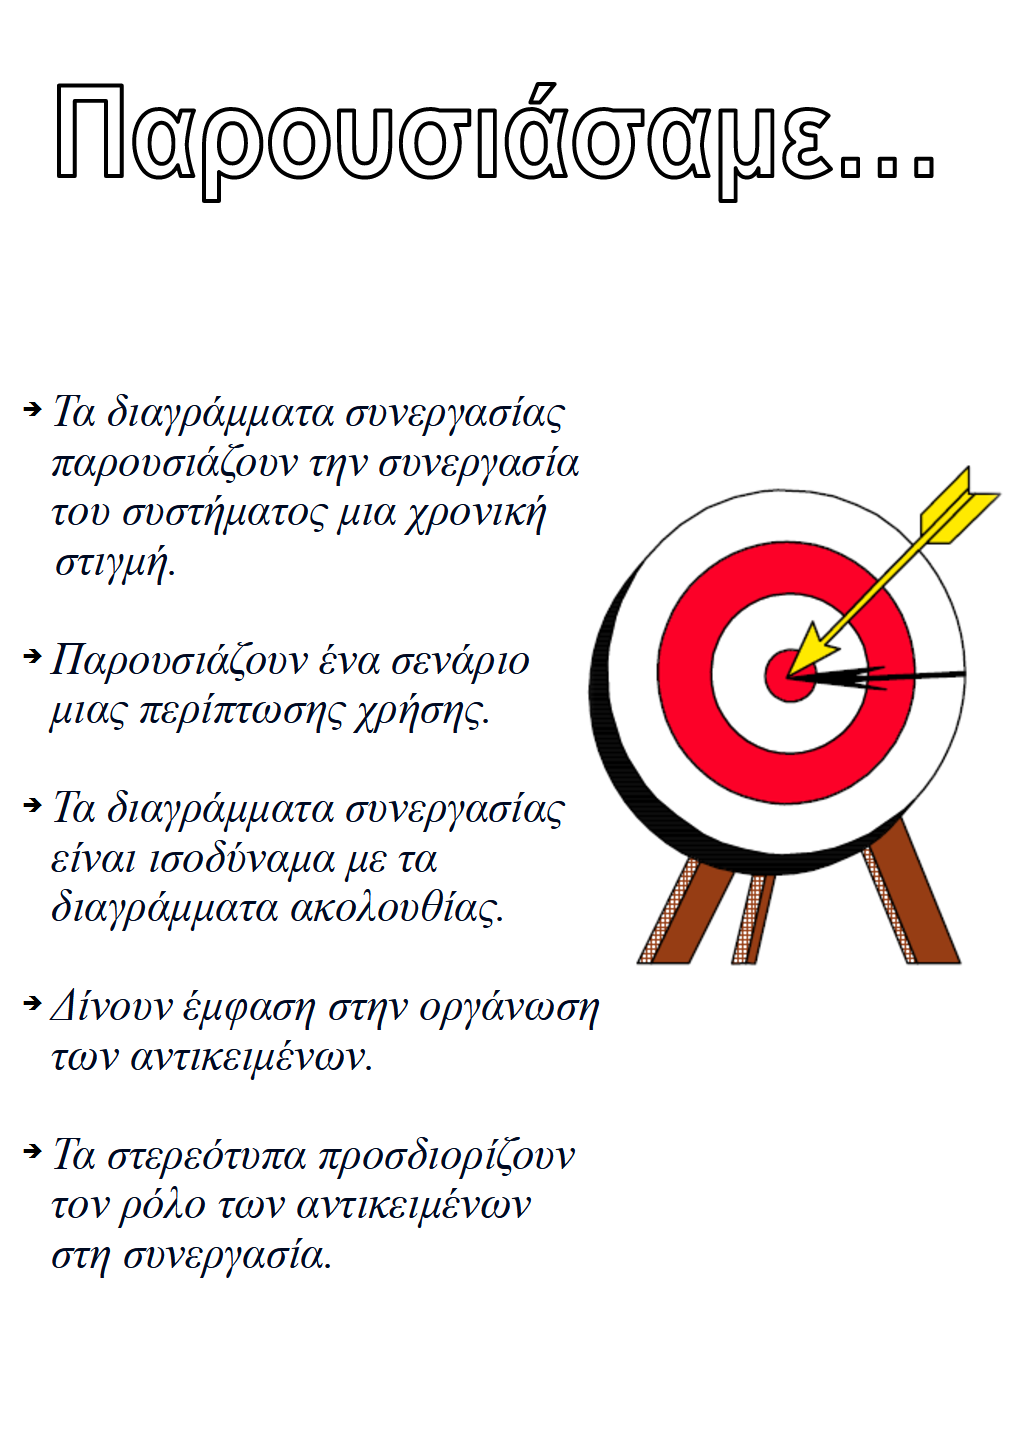 Παρουσιάσαμε...
➔ Τα διαγράμματα συνεργασίας
παρουσιάζουν την συνεργασία
του συστήματος μια χρονική
στιγμή.
➔ Παρουσιάζουν ένα σενάριο
μιας περίπτωσης χρήσης.
➔ Τα διαγράμματα συνεργασίας
είναι ισοδύναμα με τα
διαγράμματα ακολουθίας.
➔ Δίνουν έμφαση στην οργάνωση
των αντικειμένων.
➔ Τα στερεότυπα προσδιορίζουν
τον ρόλο των αντικειμένων
στη συνεργασία.